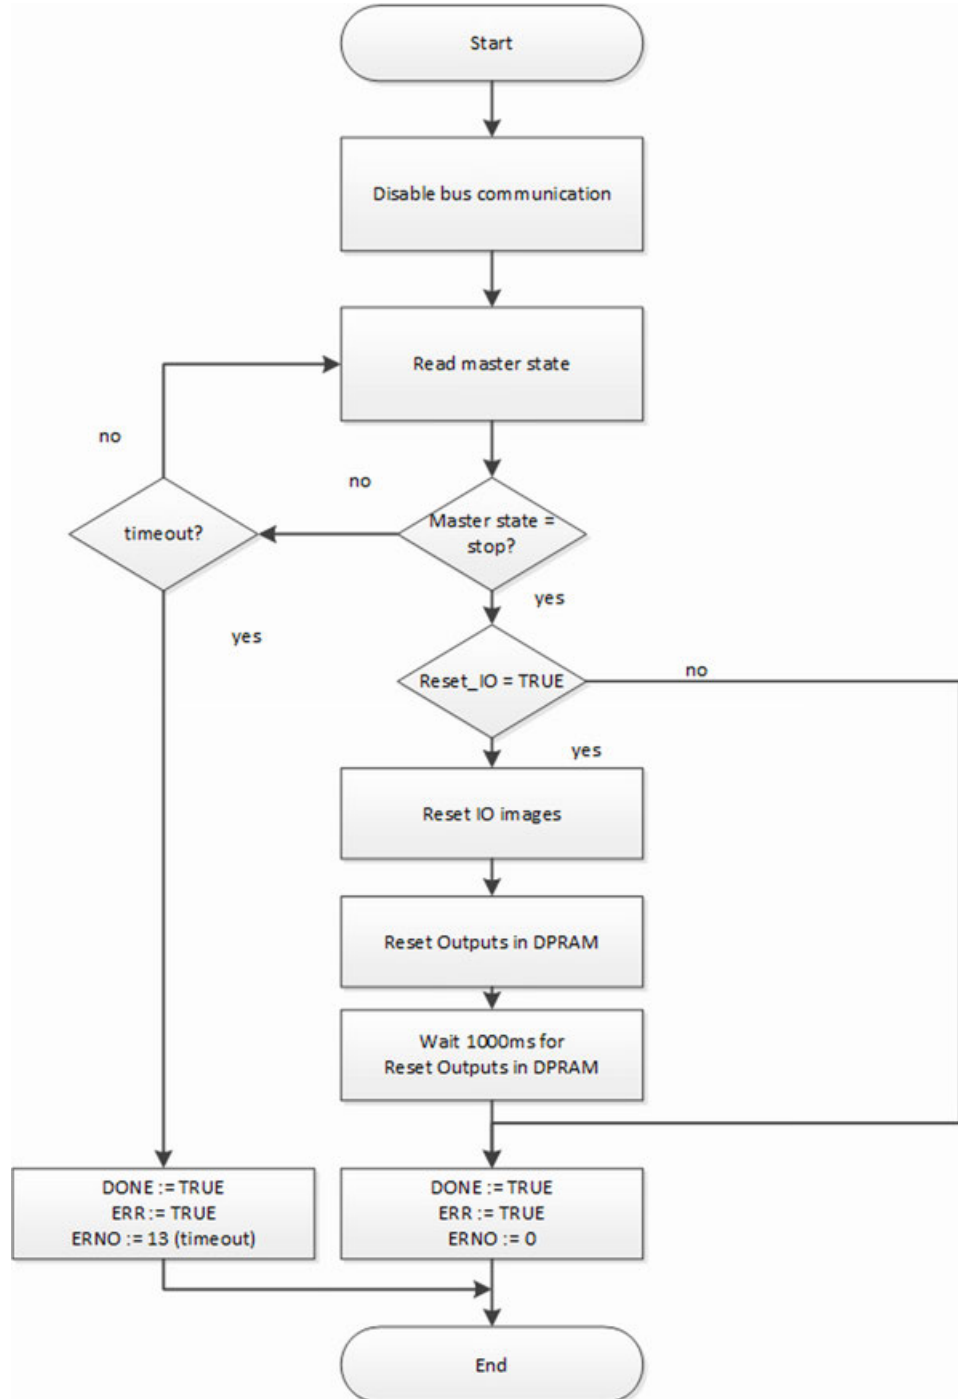 Start
Disable bus communication
Read master state
no
no
timeout?
Master state =
stop?
yes
yes
Reset_IO = TRUE
no
yes
Reset IO images
Reset Outputs in DPRAM
Wait 1000ms for
Reset Outputs in DPRAM
DONE := TRUE
ERR := TRUE
ERNO := 13 (timeout)
DONE := TRUE
ERR := TRUE
ERNO := 0
End